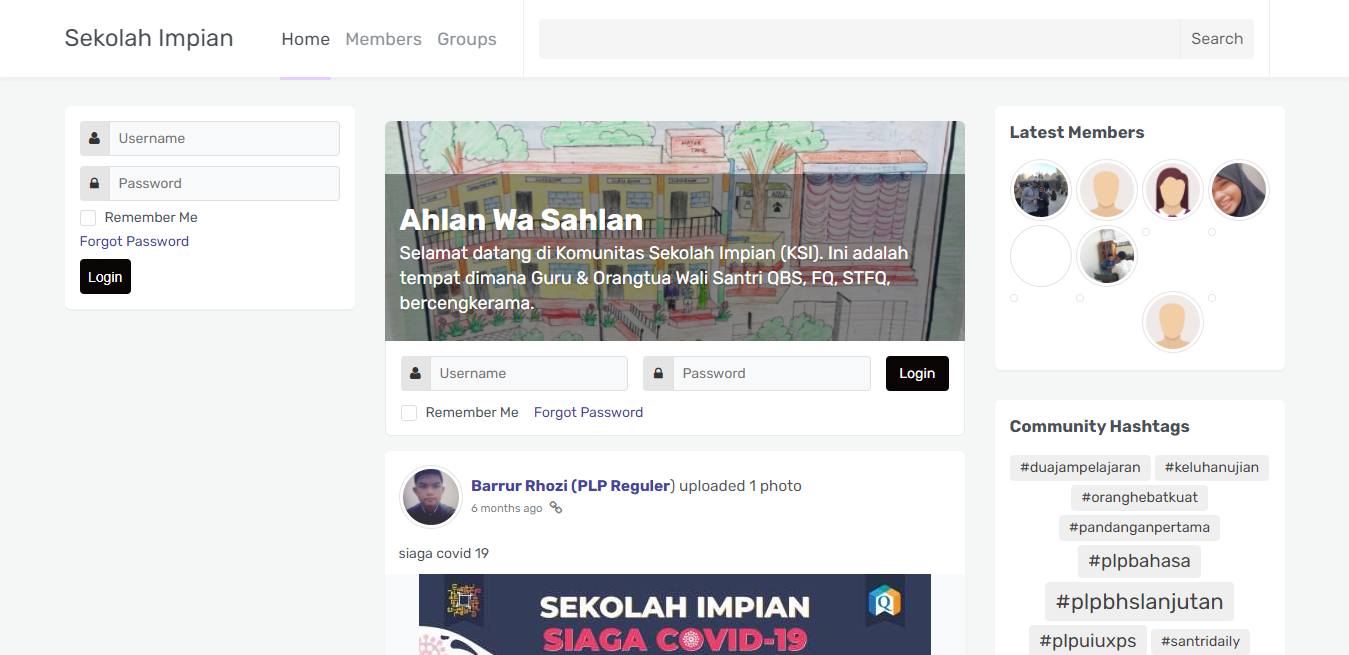 Sekolah Impian
Home Members Groups
Search
Username
Password
Remember Me
Forgot Password
Login
Ahlan Wa Sahlan
Selamat datang di Komunitas Sekolah Impian (KSI). Ini adalah
tempat dimana Guru & Orangtua Wali Santri QBS, FQ, STFQ,
bercengkerama.
Username Password Login
Remember Me Forgot Password
Barrur Rhozi (PLP Reguler) uploaded 1 photo
6 months ago
siaga covid 19
SEKOLAH IMPIAN
SIAGA COVID-19
Latest Members
Community Hashtags
#duajampelajaran #keluhanujian
#oranghebatkuat
#pandanganpertama
#plpbahasa
#plpbhslanjutan
#plpuiuxps #santridaily